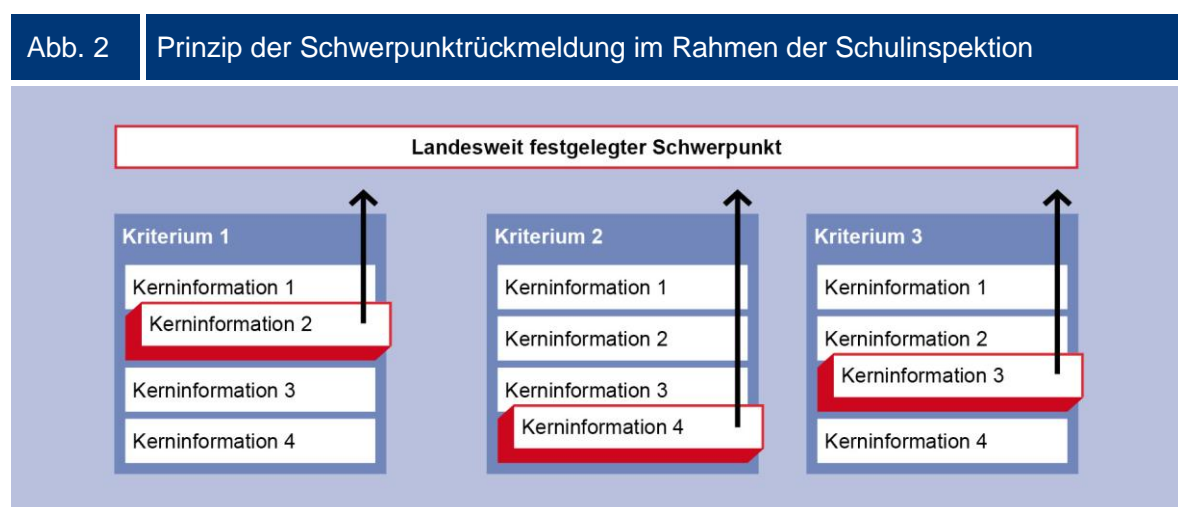 Abb. 2
Prinzip der Schwerpunktrückmeldung im Rahmen der Schulinspektion
Landesweit festgelegter Schwerpunkt
Kriterium 1
Kerninformation 1
Kerninformation 2
Kerninformation 3
Kerninformation 4
Kriterium 2
Kerninformation 1
Kerninformation 2
Kerninformation 3
Kerninformation 4
Kriterium 3
Kerninformation 1
Kerninformation 2
Kerninformation 3
Kerninformation 4